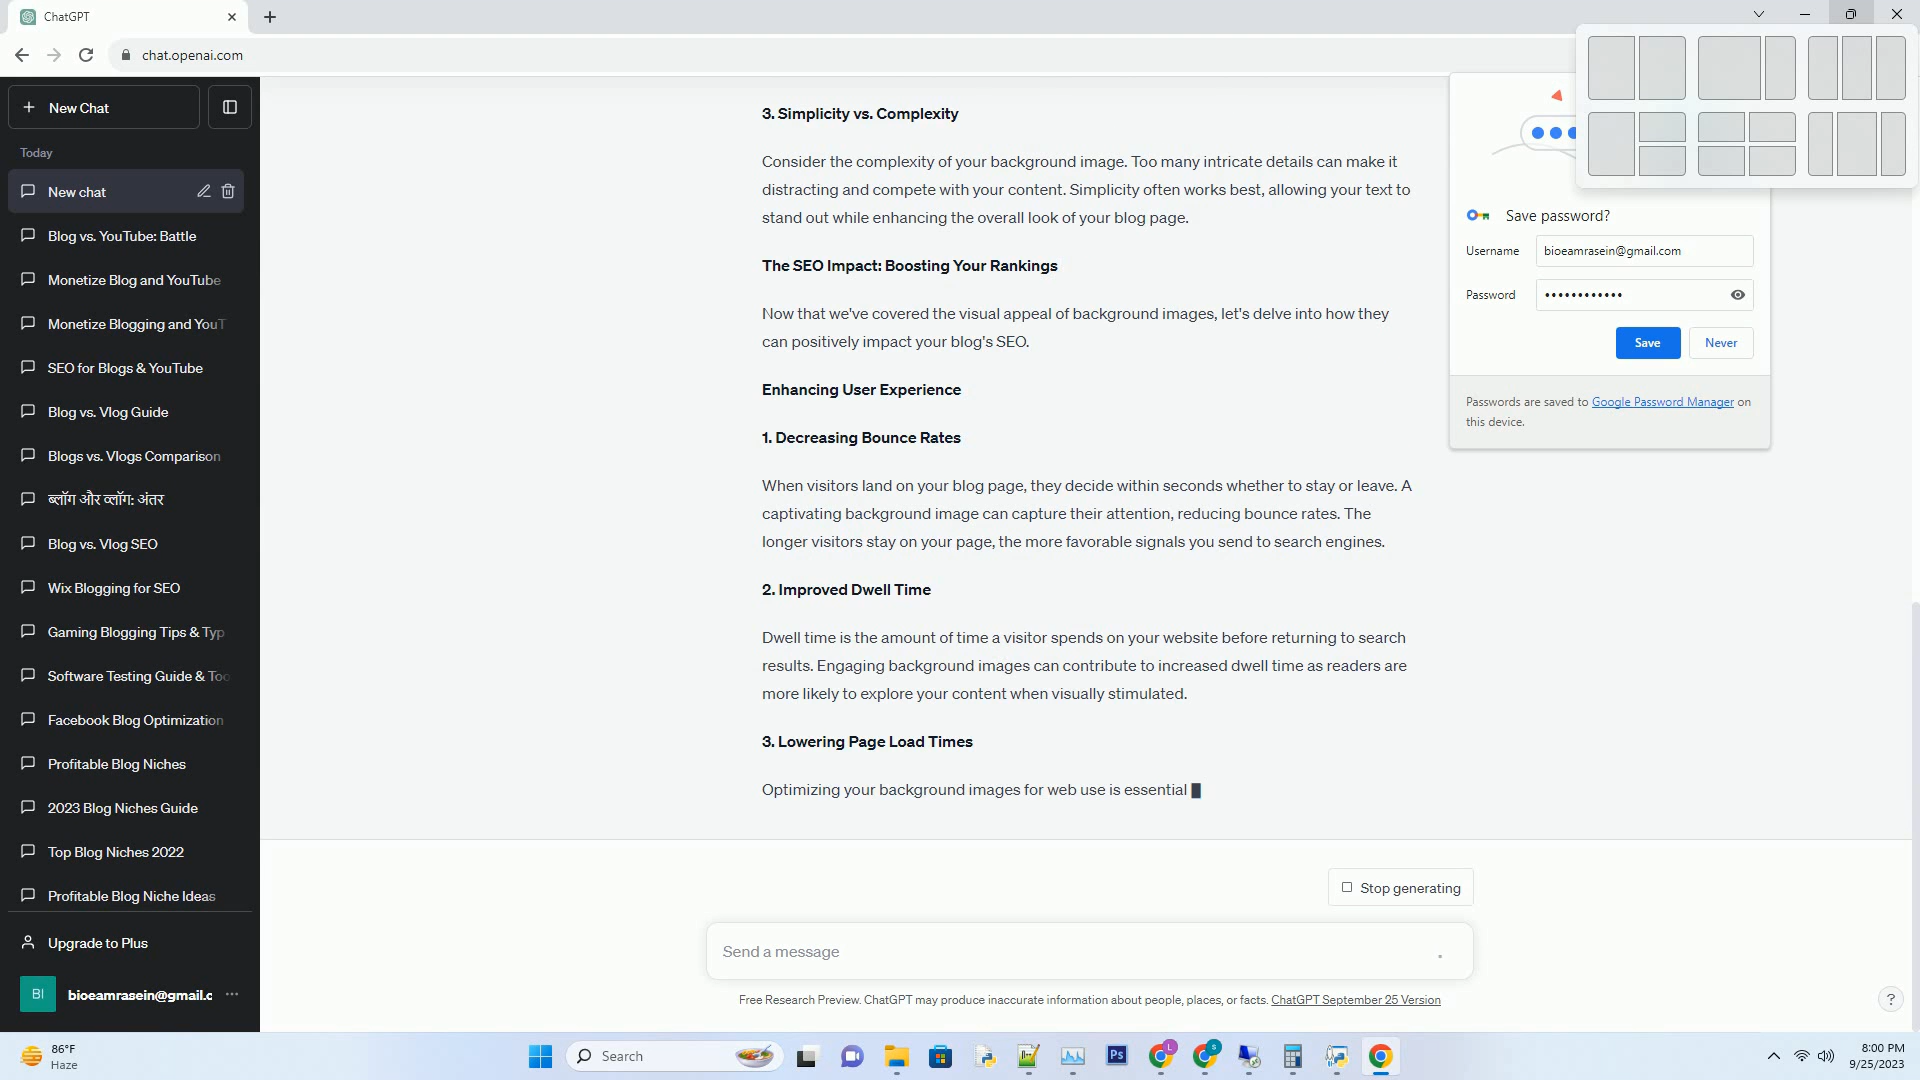 ChatGPT
chat.openai.com
New Chat
Today
New chat
Blog vs. YouTube: Battle
Monetize Blog and YouTube
Monetize Blogging and YouT
SEO for Blogs & YouTube
Blog vs. Vlog Guide
Blogs vs. Vlogs Comparison
ब्लॉग और व्लॉग: अंतर
Blog vs. Vlog SEO
Wix Blogging for SEO
Gaming Blogging Tips & Typ
Software Testing Guide & Too
Facebook Blog Optimization
Profitable Blog Niches
2023 Blog Niches Guide
Top Blog Niches 2022
Profitable Blog Niche Ideas
Upgrade to Plus
BI
bioeamrasein@gmail.c
3. Simplicity vs. Complexity
Consider the complexity of your background image. Too many intricate details can make it
distracting and compete with your content. Simplicity often works best, allowing your text to
stand out while enhancing the overall look of your blog page.
The SEO Impact: Boosting Your Rankings
Now that we've covered the visual appeal of background images, let's delve into how they
can positively impact your blog's SEO.
Enhancing User Experience
1. Decreasing Bounce Rates
When visitors land on your blog page, they decide within seconds whether to stay or leave. A
captivating background image can capture their attention, reducing bounce rates. The
longer visitors stay on your page, the more favorable signals you send to search engines.
2. Improved Dwell Time
Dwell time is the amount of time a visitor spends on your website before returning to search
results. Engaging background images can contribute to increased dwell time as readers are
more likely to explore your content when visually stimulated.
3. Lowering Page Load Times
Optimizing your background images for web use is essential
Stop generating
Send a message
Free Research Preview. ChatGPT may produce inaccurate information about people, places, or facts. ChatGPT September 25 Version
?
Save password?
Username
bioeamrasein@gmail.com
Password
••••••••••••
Save
Never
Passwords are saved to Google Password Manager on
this device.
86°F
Haze
Search
Ps
L
S
8:00 PM
9/25/2023